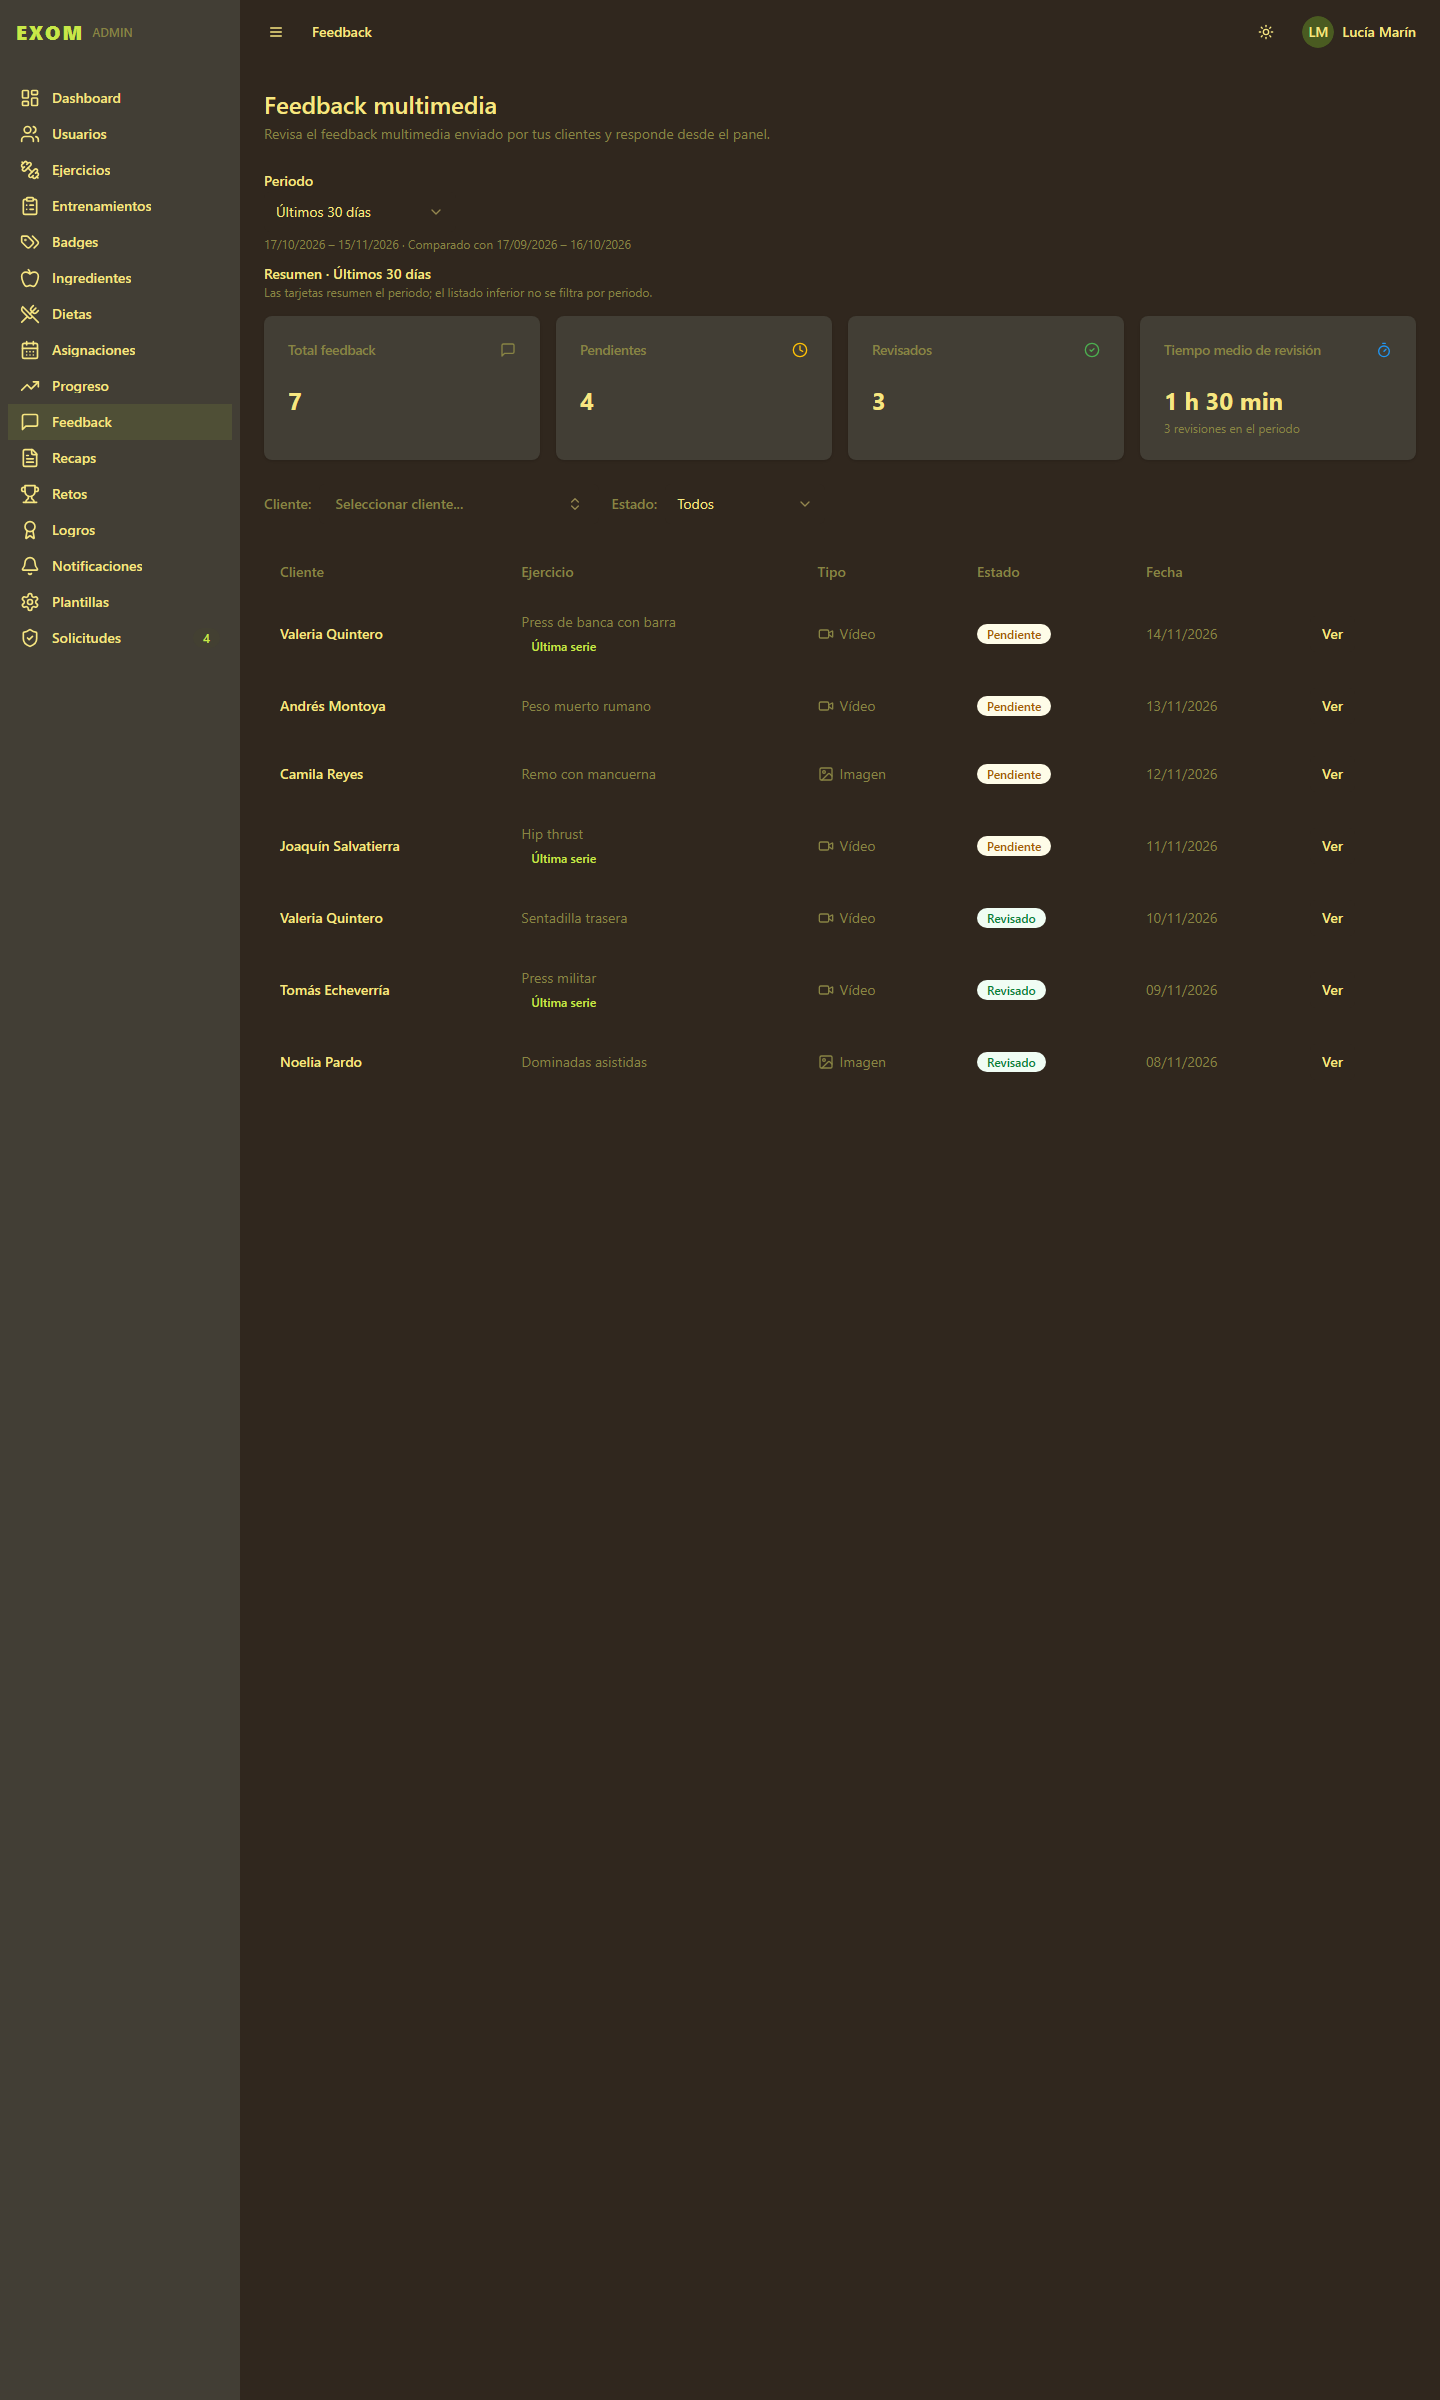 EXOM ADMIN
Dashboard
Usuarios
Ejercicios
Entrenamientos
Badges
Ingredientes
Dietas
Asignaciones
Progreso
Feedback
Recaps
Retos
Logros
Notificaciones
Plantillas
Solicitudes 4
Feedback
LM Lucía Marín
Feedback multimedia
Revisa el feedback multimedia enviado por tus clientes y responde desde el panel.
Periodo
Últimos 30 días
17/10/2026 – 15/11/2026 · Comparado con 17/09/2026 – 16/10/2026
Resumen · Últimos 30 días
Las tarjetas resumen el periodo; el listado inferior no se filtra por periodo.
Total feedback
7
Pendientes
4
Revisados
3
Tiempo medio de revisión
1 h 30 min
3 revisiones en el periodo
Cliente: Seleccionar cliente... Estado: Todos
Cliente Ejercicio Tipo Estado Fecha
Valeria Quintero Press de banca con barra Vídeo Pendiente 14/11/2026 Ver
Última serie
Andrés Montoya Peso muerto rumano Vídeo Pendiente 13/11/2026 Ver
Camila Reyes Remo con mancuerna Imagen Pendiente 12/11/2026 Ver
Joaquín Salvatierra Hip thrust Vídeo Pendiente 11/11/2026 Ver
Última serie
Valeria Quintero Sentadilla trasera Vídeo Revisado 10/11/2026 Ver
Tomás Echeverría Press militar Vídeo Revisado 09/11/2026 Ver
Última serie
Noelia Pardo Dominadas asistidas Imagen Revisado 08/11/2026 Ver